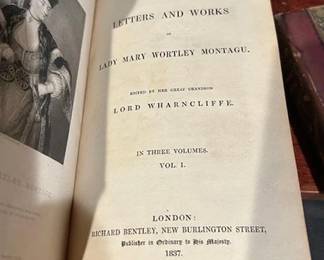 LETTERS AND WORKS
OF
LADY MARY WORTLEY MONTAGU.
EDITED BY HER GREAT GRANDSON
LORD WHARNCLIFFE.
IN THREE VOLUMES.
VOL. I.
LONDON:
RICHARD BENTLEY, NEW BURLINGTON STREET,
Publisher in Ordinary to His Majesty.
1837.